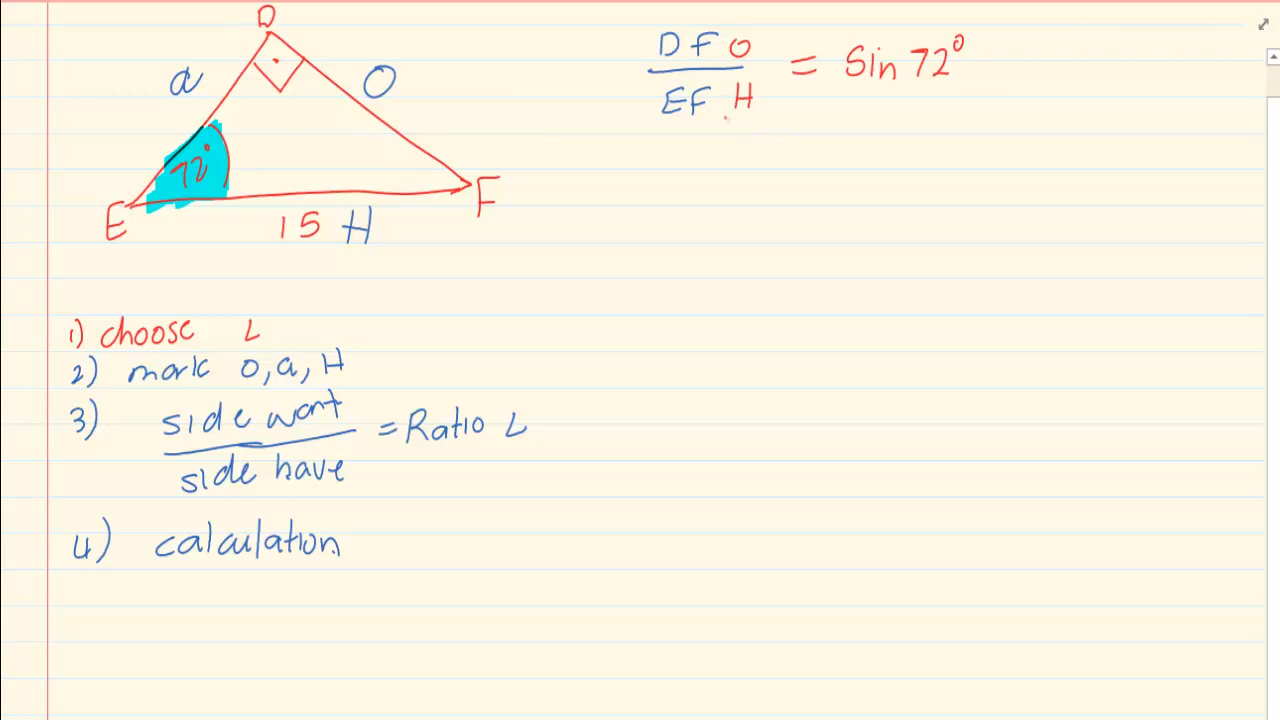 D
a
O
72°
E
15 H
F
DF O
EF H
= Sin 72°
1) choose L
2) mark O, a, H
3) side want
side have
= Ratio L
4) calculation